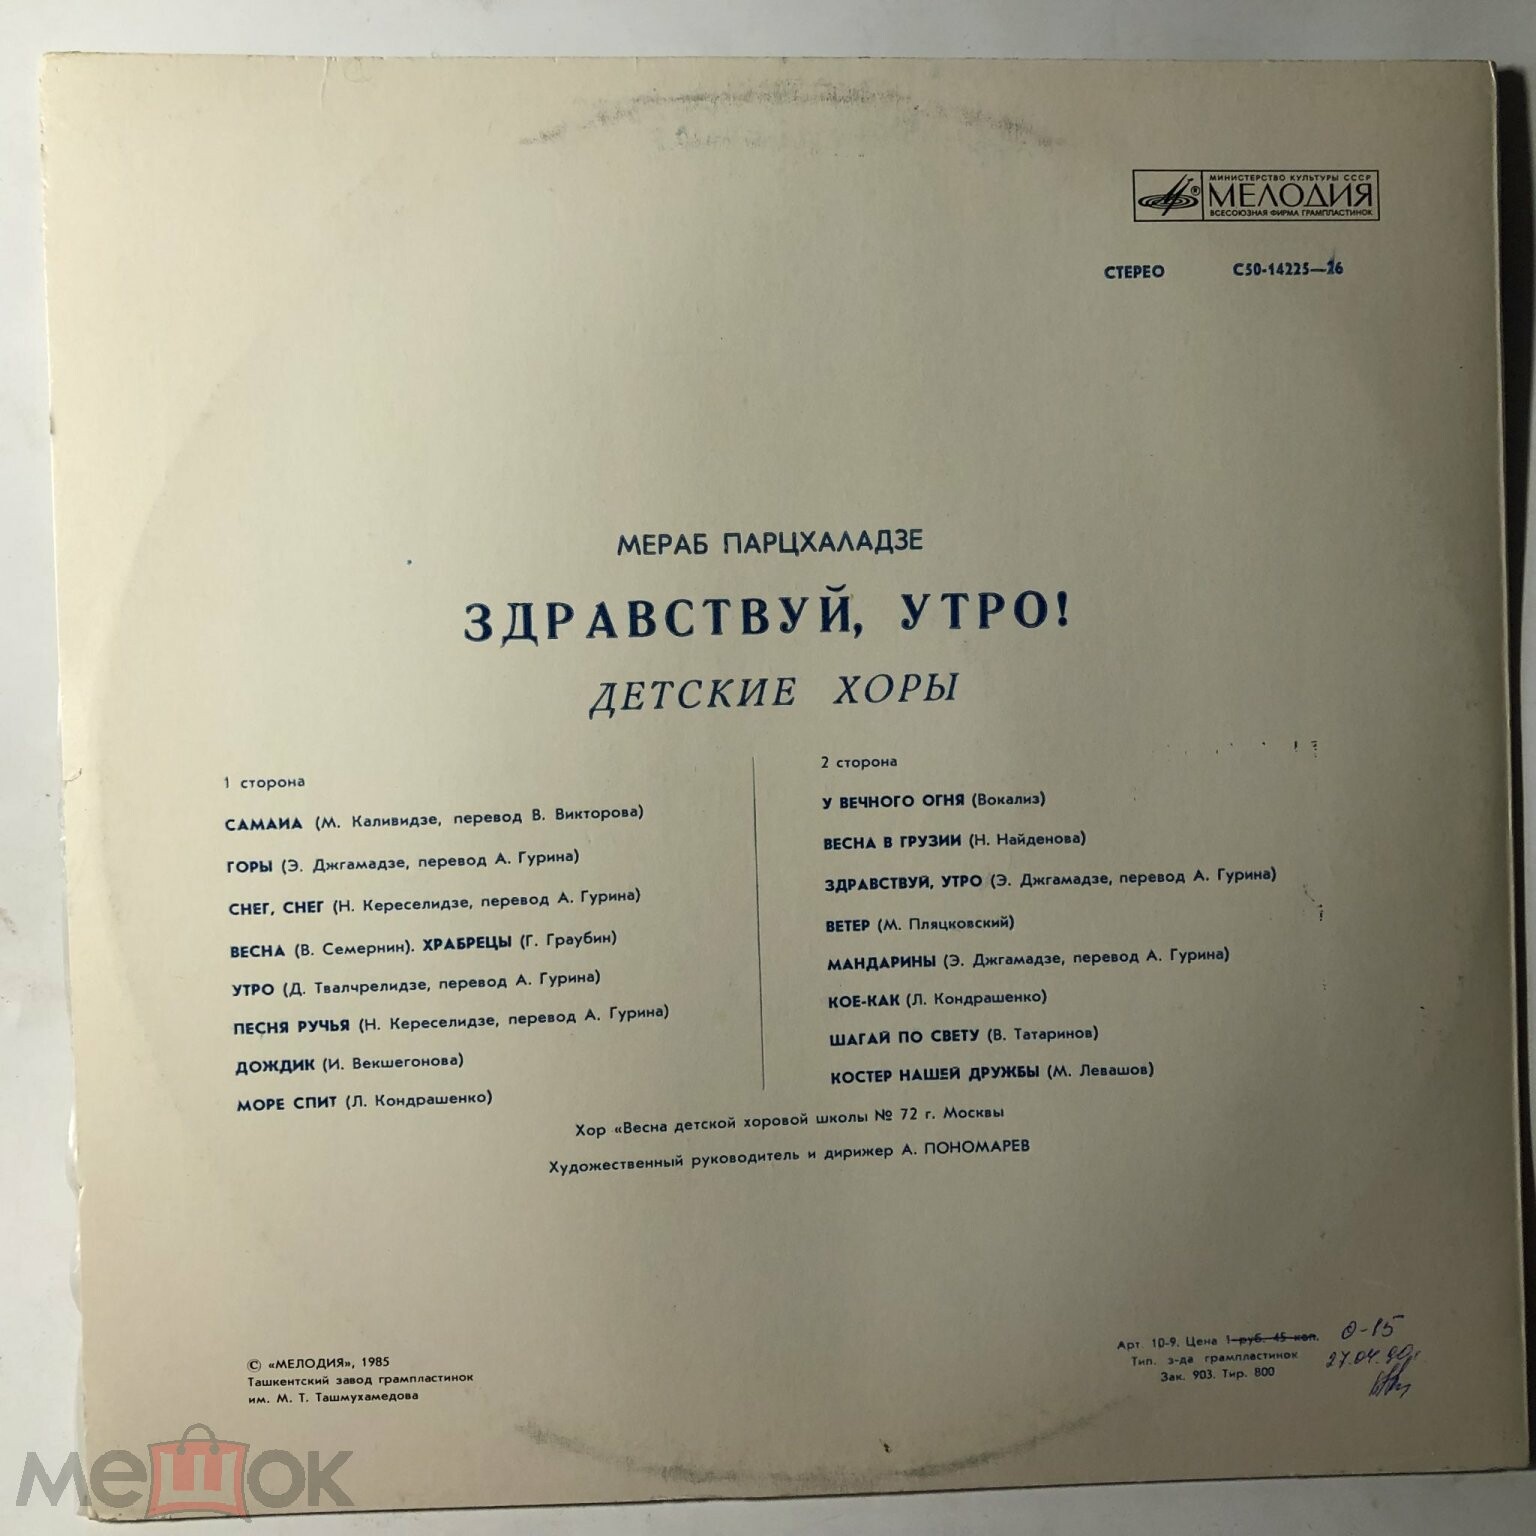 МИНИСТЕРСТВО КУЛЬТУРЫ СССР
МЕЛОДИЯ
ВСЕСОЮЗНАЯ ФИРМА ГРАМПЛАСТИНОК
СТЕРЕО С50-14225—26
МЕРАБ ПАРЦХАЛАДЗЕ
ЗДРАВСТВУЙ, УТРО!
ДЕТСКИЕ ХОРЫ
1 сторона
САМАИА (М. Каливидзе, перевод В. Викторова)
ГОРЫ (Э. Джгамадзе, перевод А. Гурина)
СНЕГ, СНЕГ (Н. Кереселидзе, перевод А. Гурина)
ВЕСНА (В. Семернин). ХРАБРЕЦЫ (Г. Граубин)
УТРО (Д. Твалчрелидзе, перевод А. Гурина)
ПЕСНЯ РУЧЬЯ (Н. Кереселидзе, перевод А. Гурина)
ДОЖДИК (И. Векшегонова)
МОРЕ СПИТ (Л. Кондрашенко)
2 сторона
У ВЕЧНОГО ОГНЯ (Вокализ)
ВЕСНА В ГРУЗИИ (Н. Найденова)
ЗДРАВСТВУЙ, УТРО (Э. Джгамадзе, перевод А. Гурина)
ВЕТЕР (М. Пляцковский)
МАНДАРИНЫ (Э. Джгамадзе, перевод А. Гурина)
КОЕ-КАК (Л. Кондрашенко)
ШАГАЙ ПО СВЕТУ (В. Татаринов)
КОСТЕР НАШЕЙ ДРУЖБЫ (М. Левашов)
Хор «Весна детской хоровой школы № 72 г. Москвы
Художественный руководитель и дирижер А. ПОНОМАРЕВ
© «МЕЛОДИЯ», 1985
Ташкентский завод грампластинок
им. М. Т. Ташмухамедова
Арт 10-9. Цена 1 руб. 45 коп. 0-15
Тип. з-да грампластинок 27.04.90г.
Зак. 903. Тир. 800
мешок